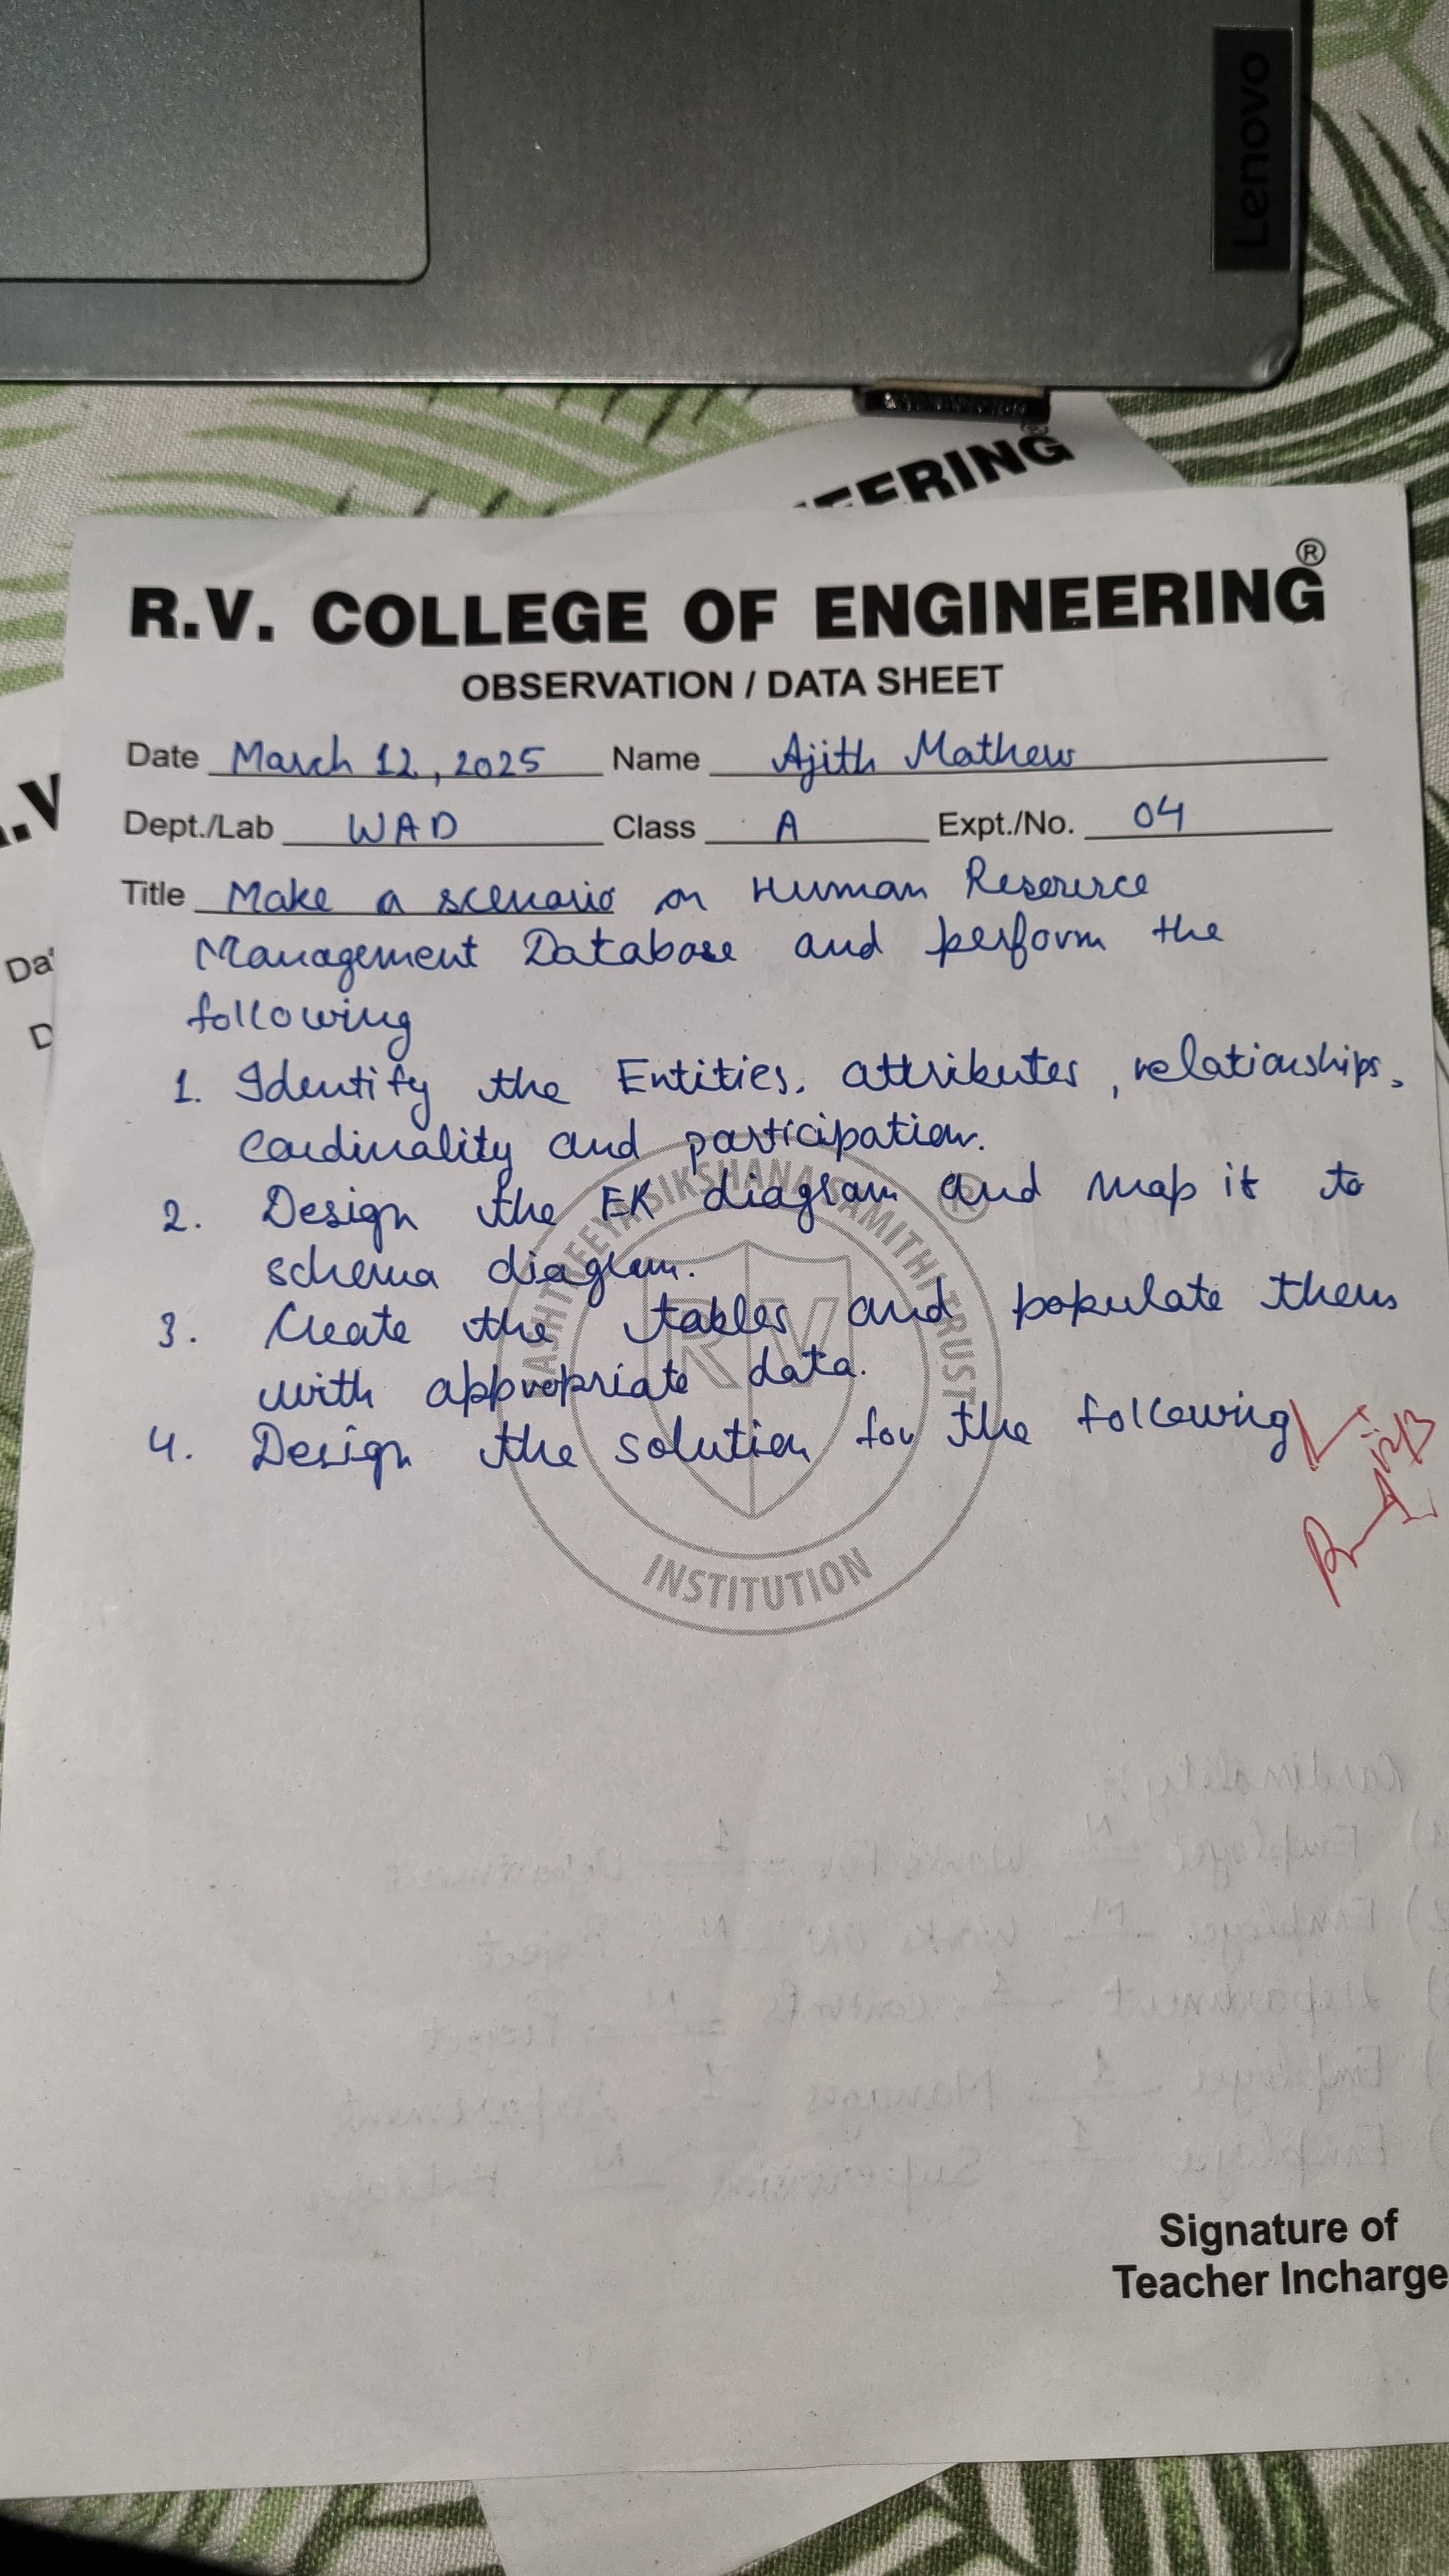 Lenovo
EERING
R.V. COLLEGE OF ENGINEERING®
OBSERVATION / DATA SHEET
Date March 12, 2025 Name Ajith Mathew
Dept./Lab WAD Class A Expt./No. 04
Title Make a scenario on Human Resource
Management Database and perform the
following
1. Identify the Entities, attributes, relationships,
cardinality and participation.
2. Design the ER diagram and map it to
schema diagram.
3. Create the tables and populate them
with appropriate data.
4. Design the solution for the following
RASHTREEYA SIKSHANA SAMITHI TRUST
RV
INSTITUTION
Signature of
Teacher Incharge